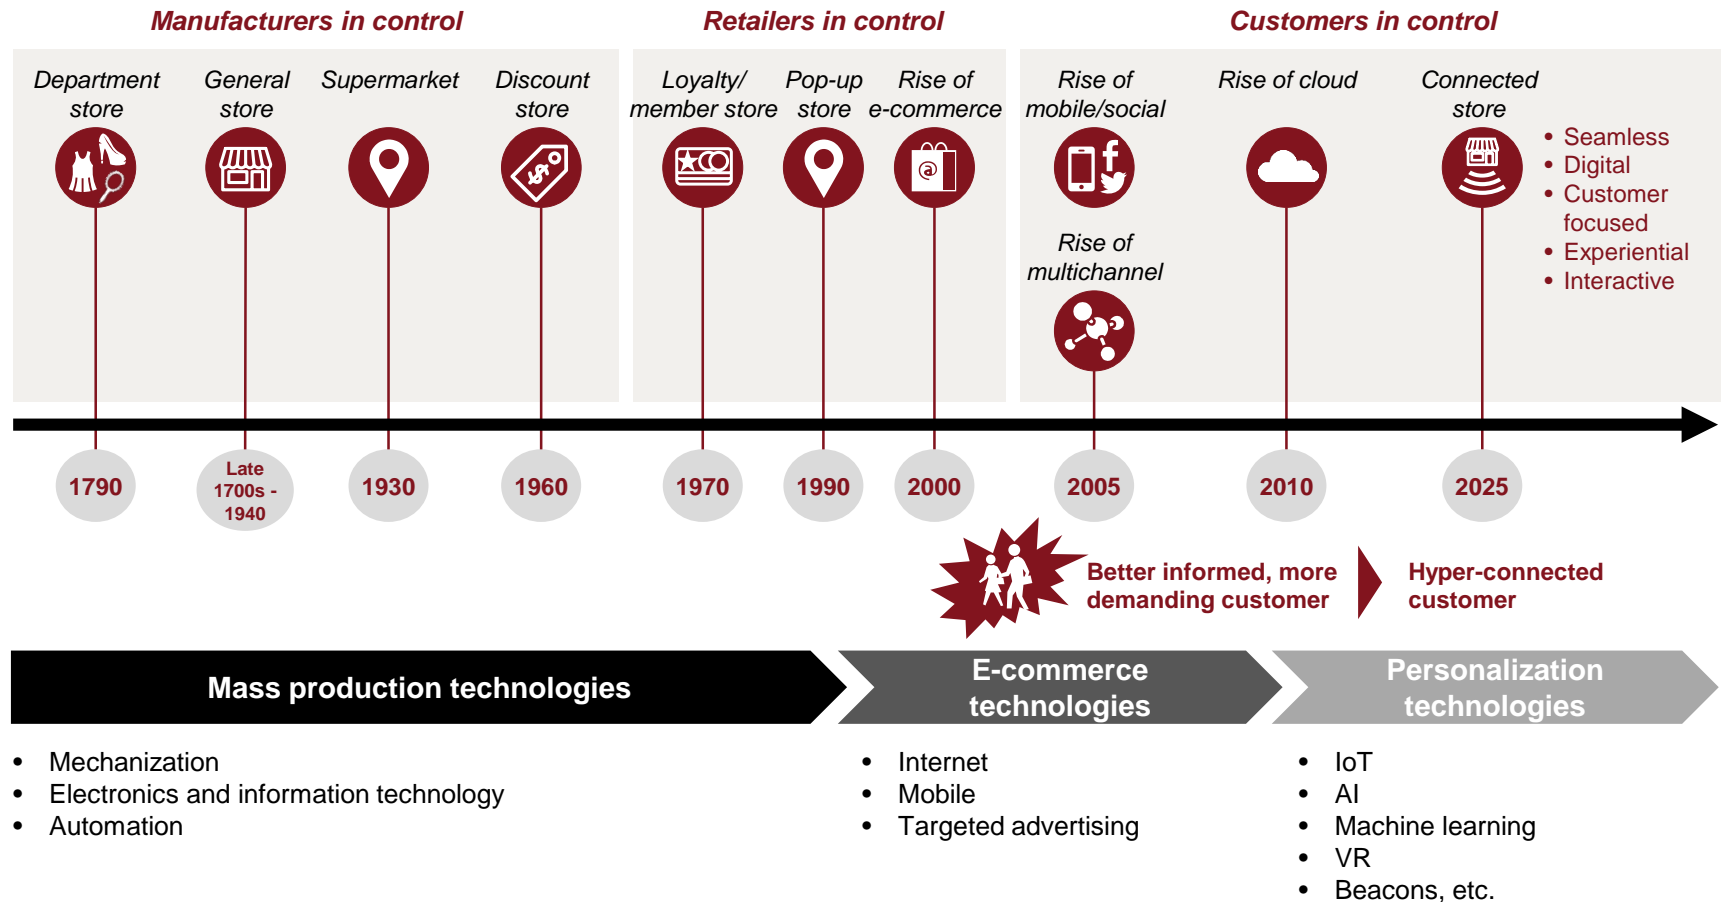 Manufacturers in control
Retailers in control
Customers in control
Department
store
General
store
Supermarket
Discount
store
Loyalty/
member store
Pop-up
store
Rise of
e-commerce
Rise of
mobile/social
Rise of
multichannel
Rise of cloud
Connected
store
• Seamless
• Digital
• Customer
focused
• Experiential
• Interactive
$
@
f
1790
Late
1700s -
1940
1930
1960
1970
1990
2000
2005
2010
2025
Better informed, more
demanding customer
Hyper-connected
customer
Mass production technologies
E-commerce
technologies
Personalization
technologies
• Mechanization
• Electronics and information technology
• Automation
• Internet
• Mobile
• Targeted advertising
• IoT
• AI
• Machine learning
• VR
• Beacons, etc.